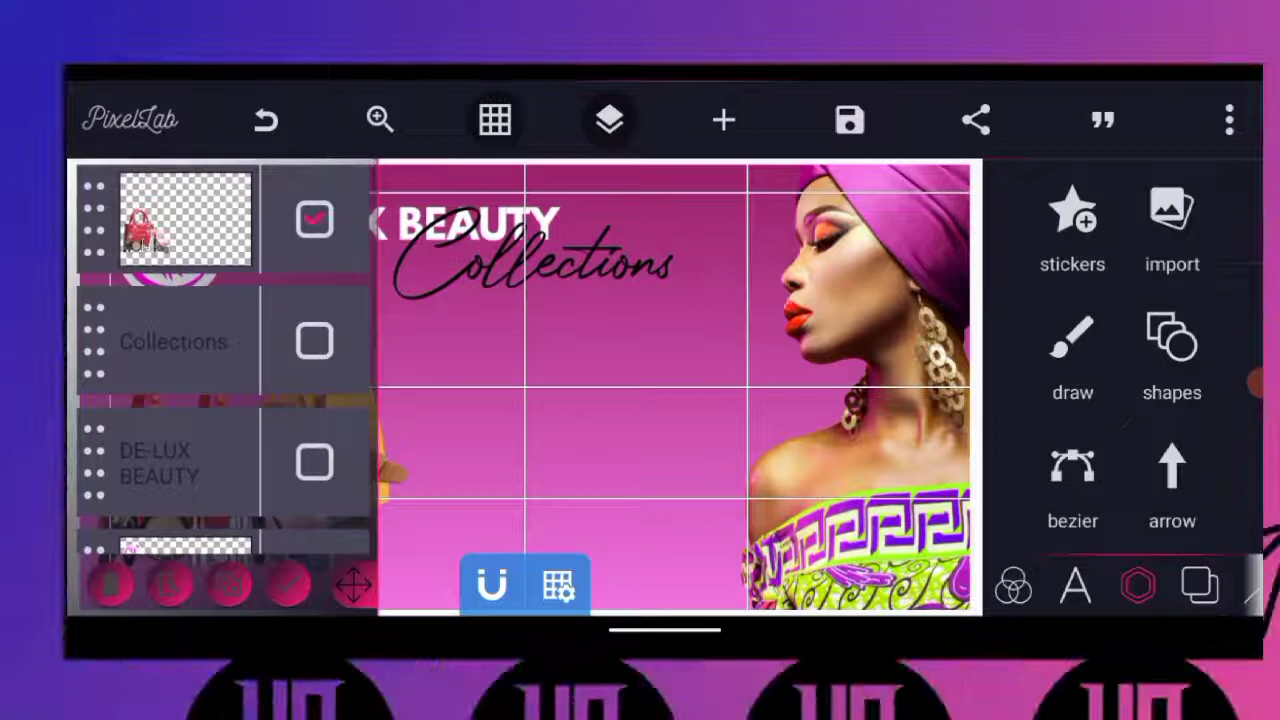 PixelLab
X BEAUTY
Collections
stickers
import
Collections
draw
shapes
DE-LUX
BEAUTY
bezier
arrow